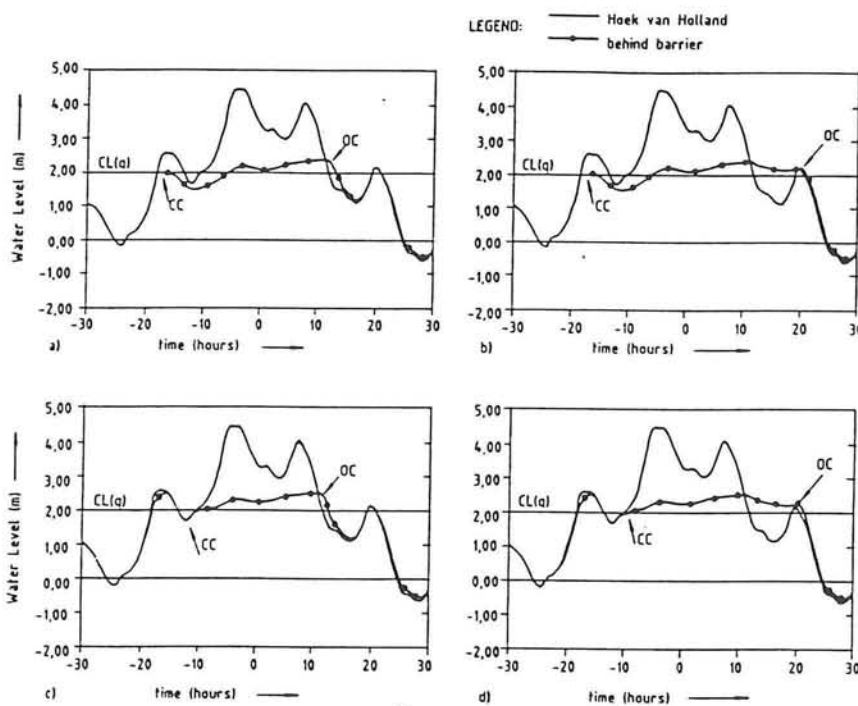 LEGEND: Hoek van Holland
behind barrier
Water Level (m)
5,00
4,00
3,00
2,00
1,00
0,00
-1,00
-2,00
CL(q)
CC
OC
-30 -20 -10 0 10 20 30
a) time (hours)
5,00
4,00
3,00
2,00
1,00
0,00
-1,00
-2,00
CL(q)
CC
OC
-30 -20 -10 0 10 20 30
b) time (hours)
Water Level (m)
5,00
4,00
3,00
2,00
1,00
0,00
-1,00
-2,00
CL(q)
CC
OC
-30 -20 -10 0 10 20 30
c) time (hours)
5,00
4,00
3,00
2,00
1,00
0,00
-1,00
-2,00
CL(q)
CC
OC
-30 -20 -10 0 10 20 30
d) time (hours)